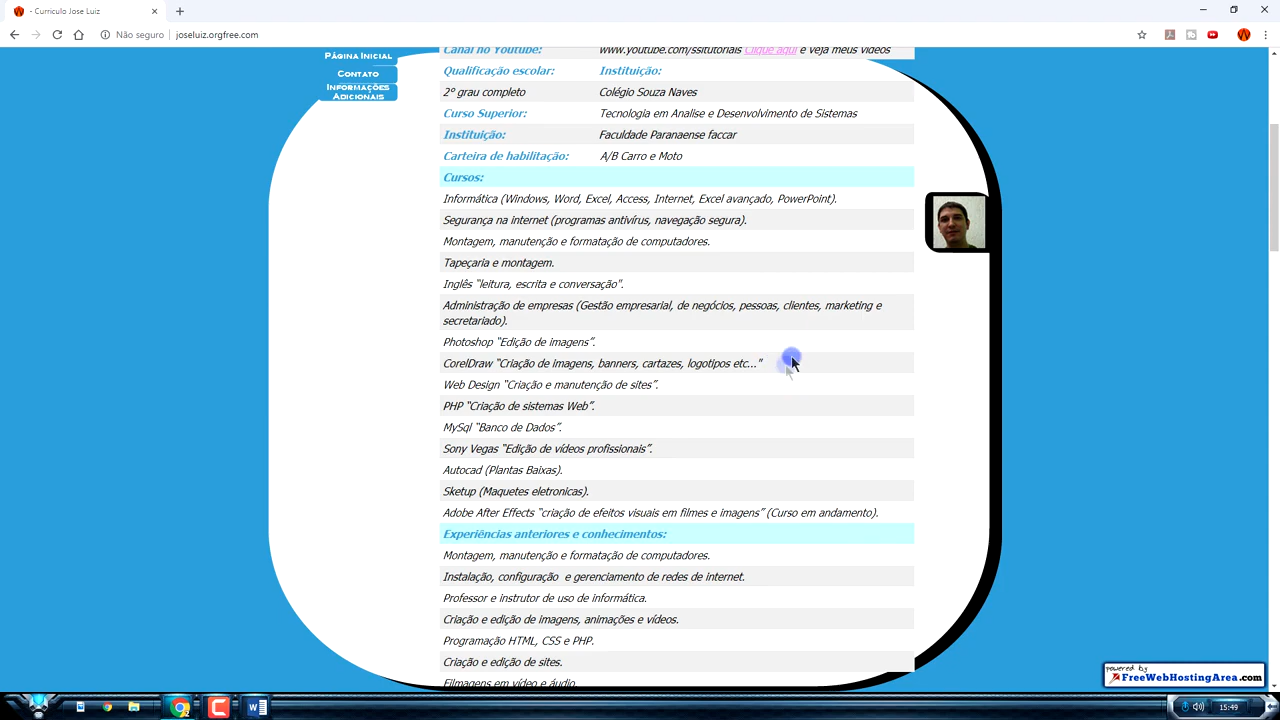 - Curriculo Jose Luiz
Não seguro
joseluiz.orgfree.com
PÁGINA INICIAL
CONTATO
INFORMAÇÕES
ADICIONAIS
Canal no Youtube: www.youtube.com/ssitutoriais Clique aqui e veja meus vídeos
Qualificação escolar: Instituição:
2° grau completo Colégio Souza Naves
Curso Superior: Tecnologia em Analise e Desenvolvimento de Sistemas
Instituição: Faculdade Paranaense faccar
Carteira de habilitação: A/B Carro e Moto
Cursos:
Informática (Windows, Word, Excel, Access, Internet, Excel avançado, PowerPoint).
Segurança na internet (programas antivírus, navegação segura).
Montagem, manutenção e formatação de computadores.
Tapeçaria e montagem.
Inglês "leitura, escrita e conversação".
Administração de empresas (Gestão empresarial, de negócios, pessoas, clientes, marketing e
secretariado).
Photoshop "Edição de imagens".
CorelDraw "Criação de imagens, banners, cartazes, logotipos etc..."
Web Design "Criação e manutenção de sites".
PHP "Criação de sistemas Web".
MySql "Banco de Dados".
Sony Vegas "Edição de vídeos profissionais".
Autocad (Plantas Baixas).
Sketup (Maquetes eletronicas).
Adobe After Effects "criação de efeitos visuais em filmes e imagens" (Curso em andamento).
Experiências anteriores e conhecimentos:
Montagem, manutenção e formatação de computadores.
Instalação, configuração e gerenciamento de redes de internet.
Professor e instrutor de uso de informática.
Criação e edição de imagens, animações e vídeos.
Programação HTML, CSS e PHP.
Criação e edição de sites.
Filmagens em vídeo e áudio.
powered by
FreeWebHostingArea.com
15:49